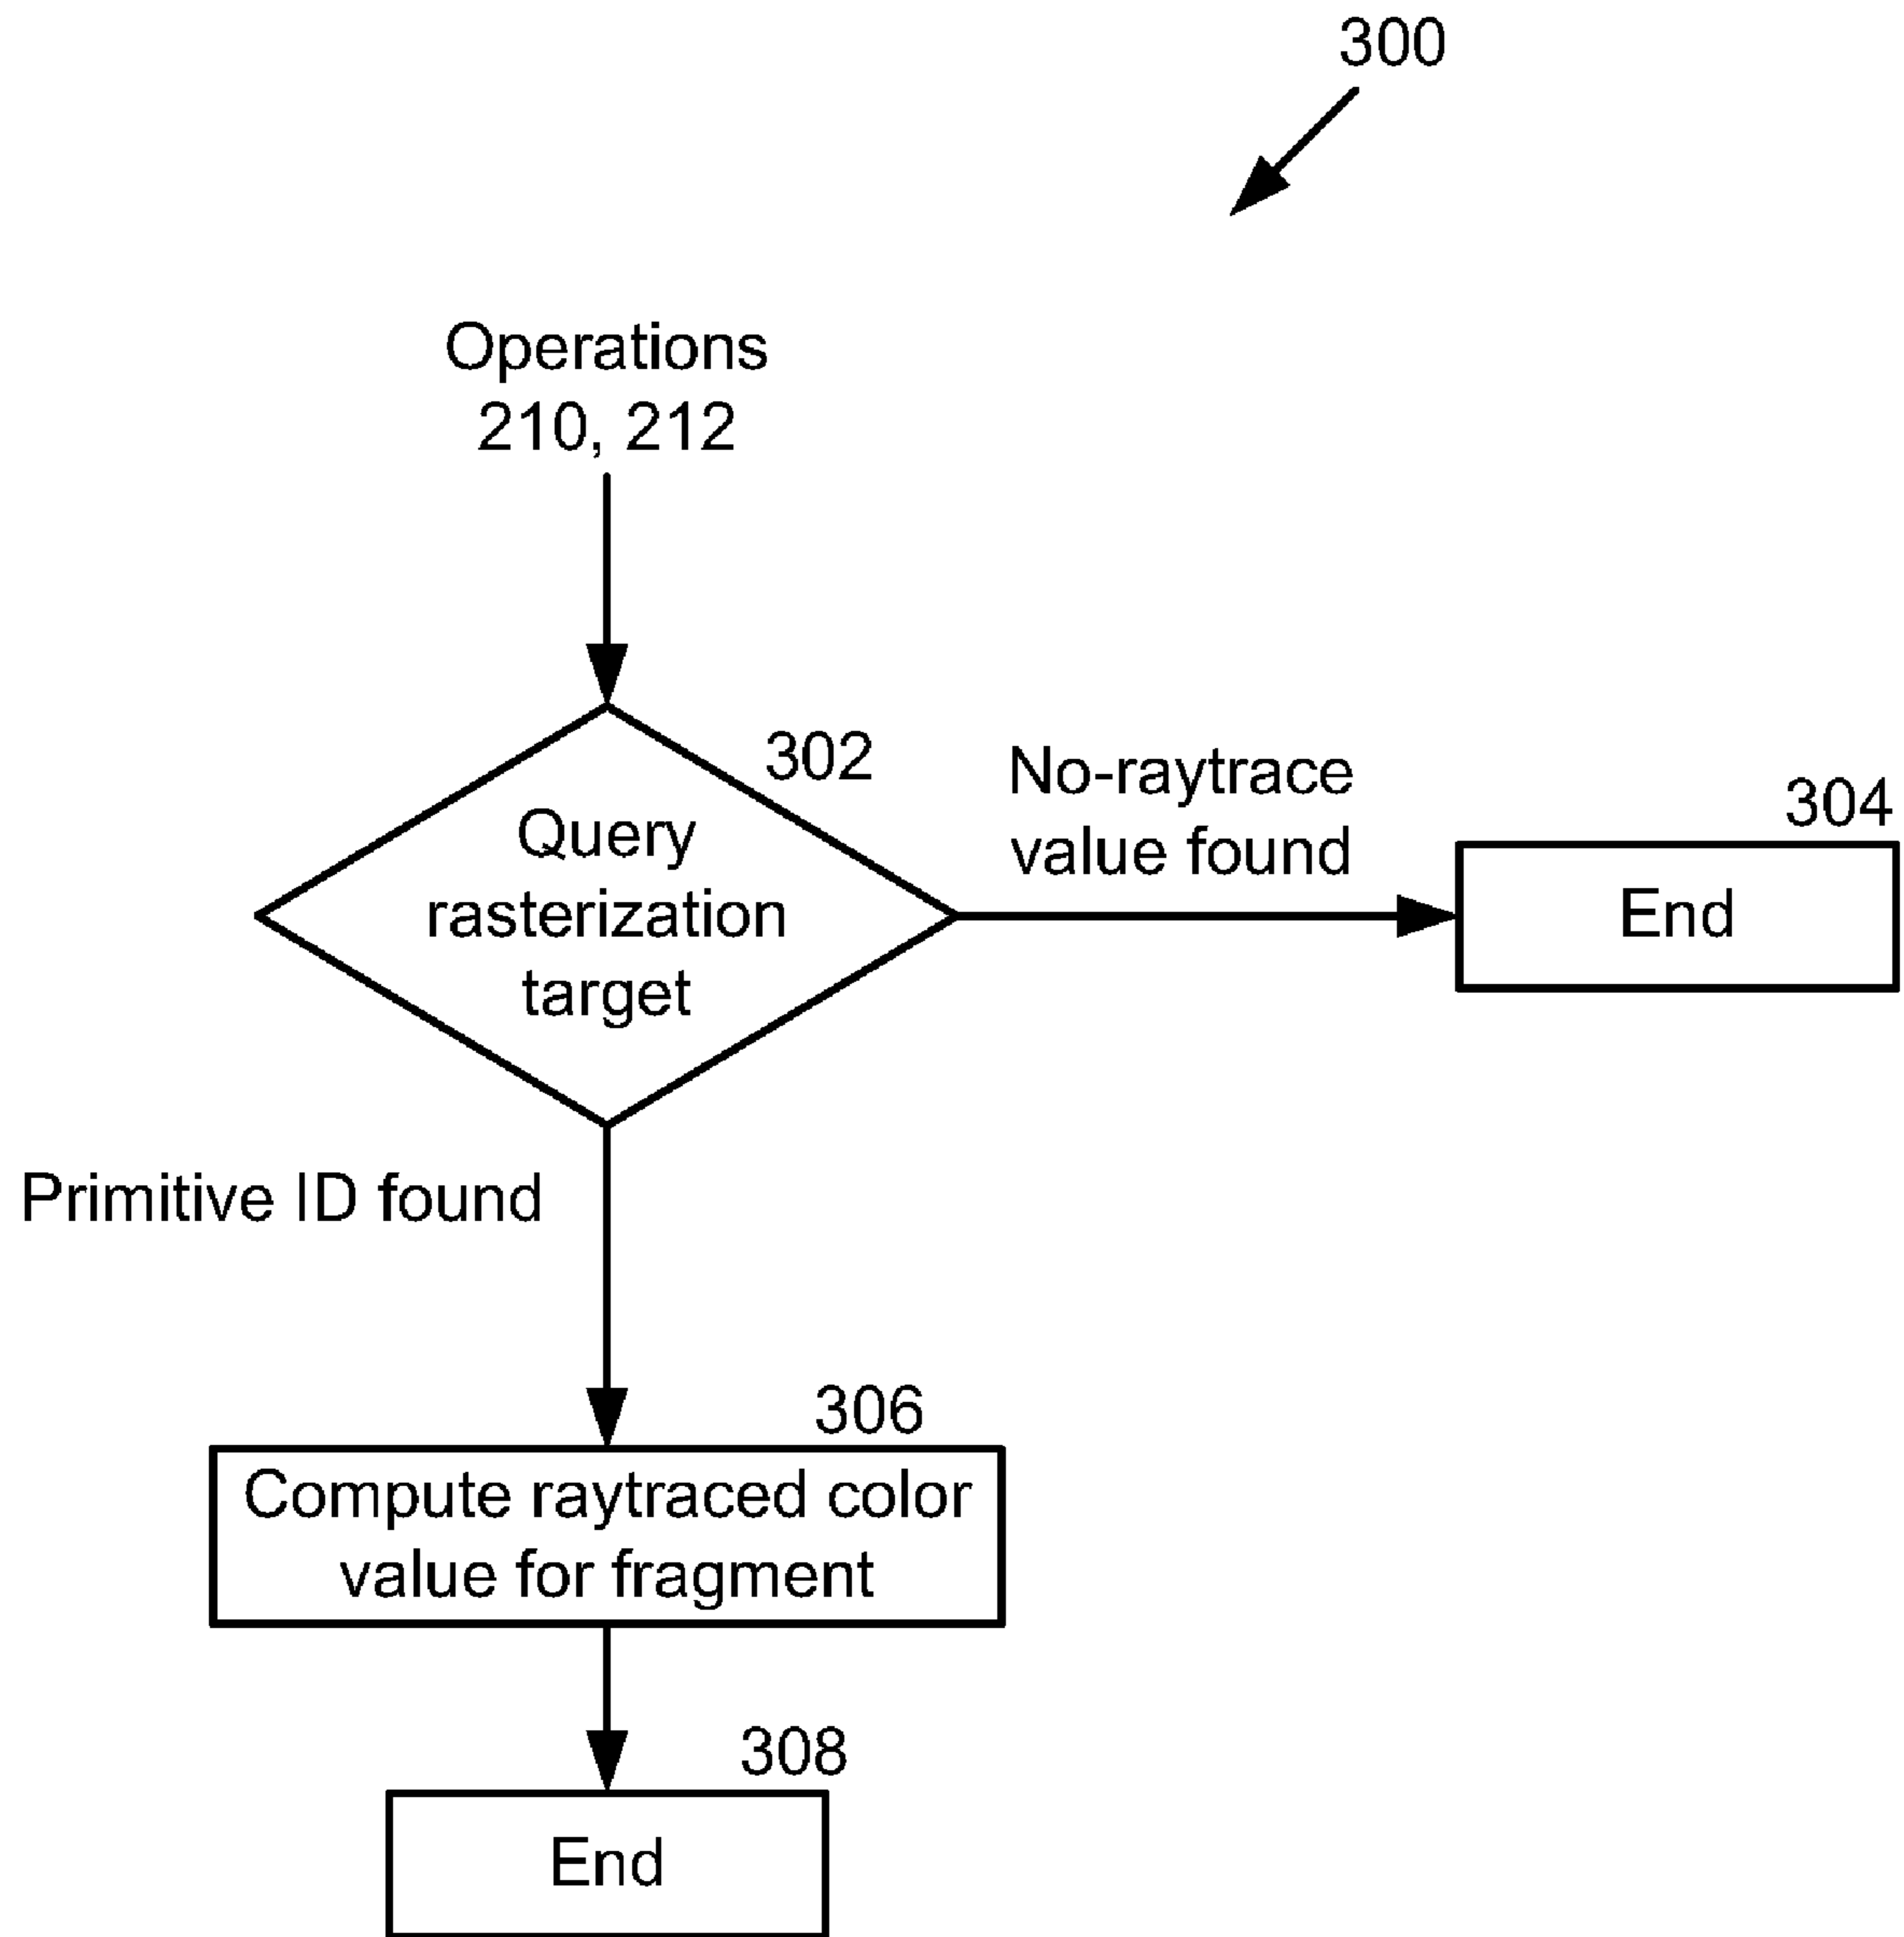 300
Operations
210, 212
302
Query
rasterization
target
No-raytrace
value found
304
End
Primitive ID found
306
Compute raytraced color
value for fragment
308
End